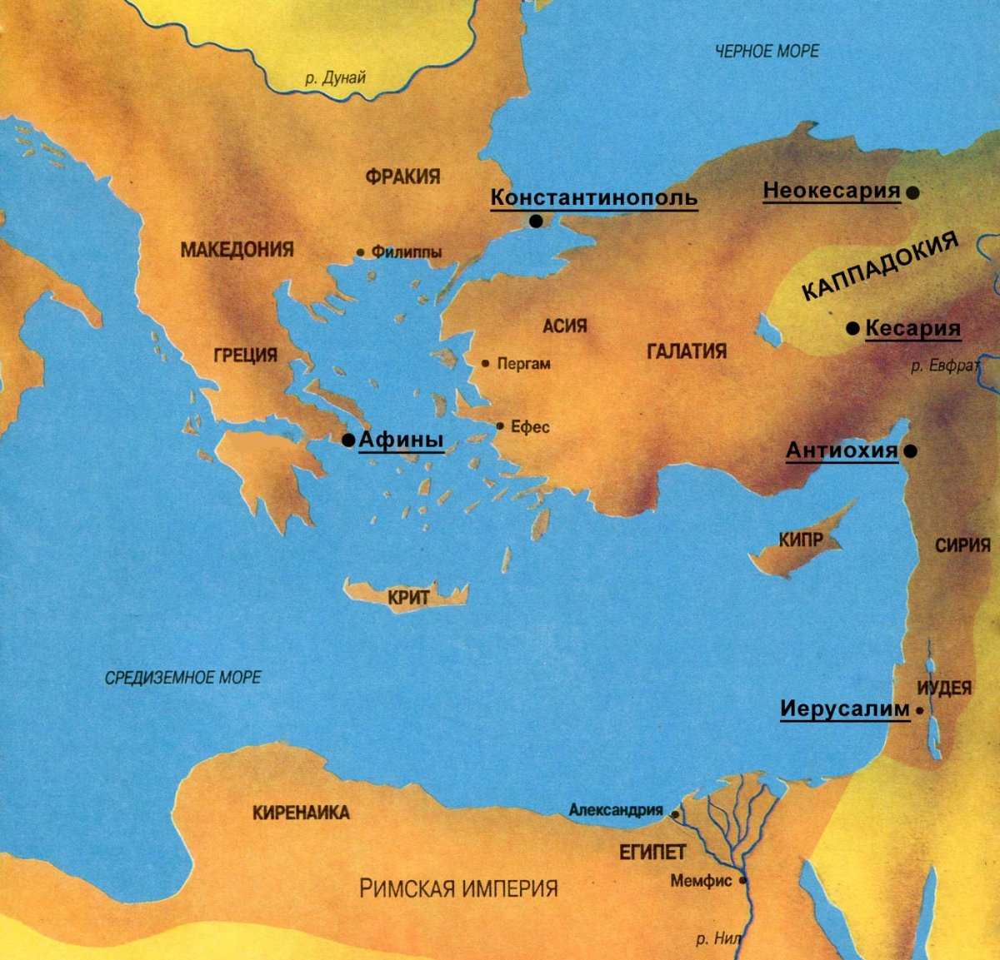 ЧЕРНОЕ МОРЕ
р. Дунай
ФРАКИЯ
Константинополь
Неокесария
МАКЕДОНИЯ
Филиппы
КАППАДОКИЯ
АСИЯ
Кесария
ГРЕЦИЯ
ГАЛАТИЯ
Пергам
р. Евфрат
Ефес
Афины
Антиохия
КИПР
СИРИЯ
КРИТ
СРЕДИЗЕМНОЕ МОРЕ
ИУДЕЯ
Иерусалим
КИРЕНАИКА
Александрия
ЕГИПЕТ
РИМСКАЯ ИМПЕРИЯ
Мемфис
р. Нил